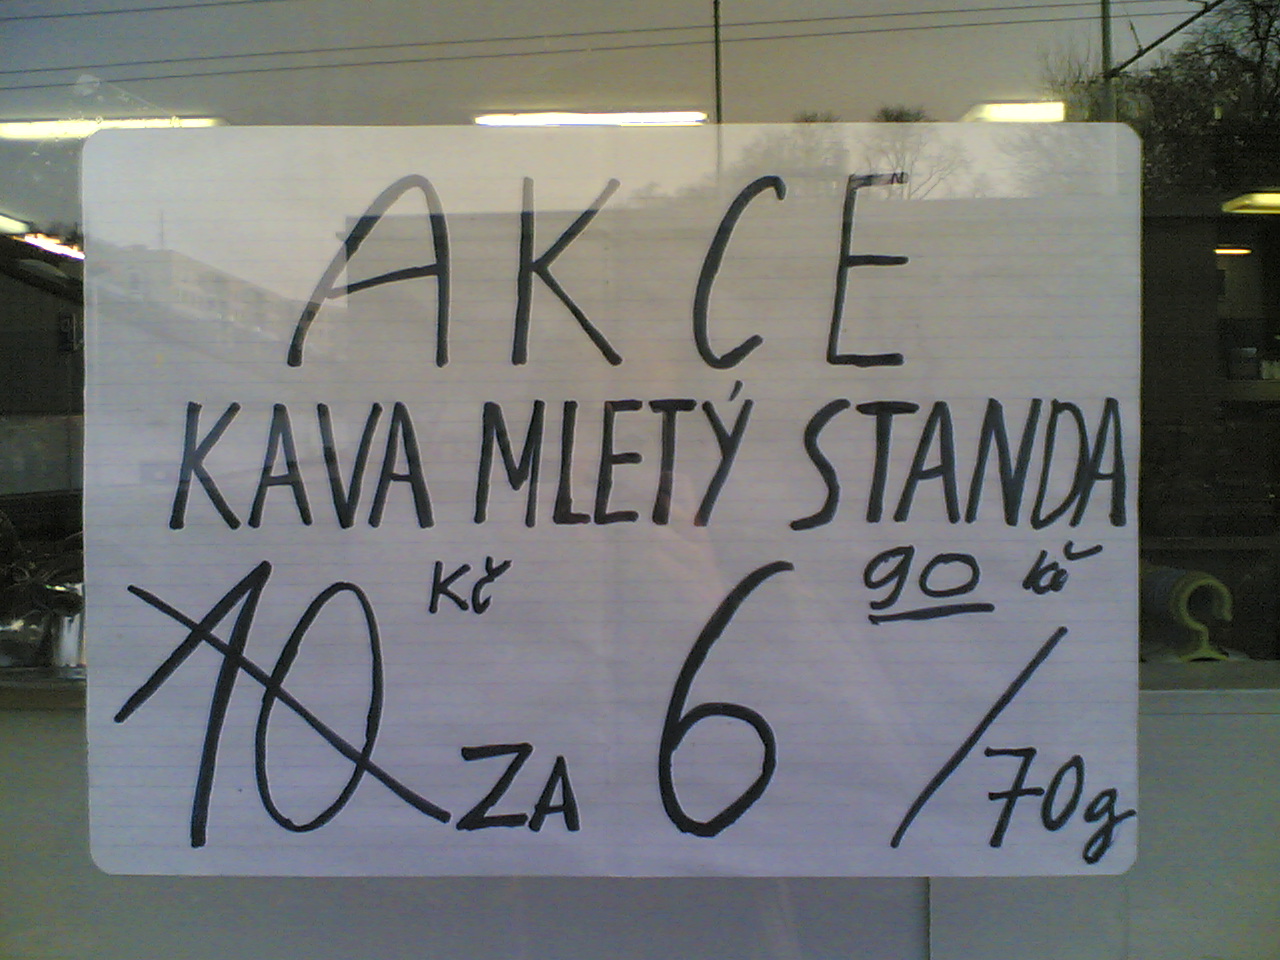 AKCE
KAVA MLETÝ STANDA
10 Kč ZA 6 90 kč /70g